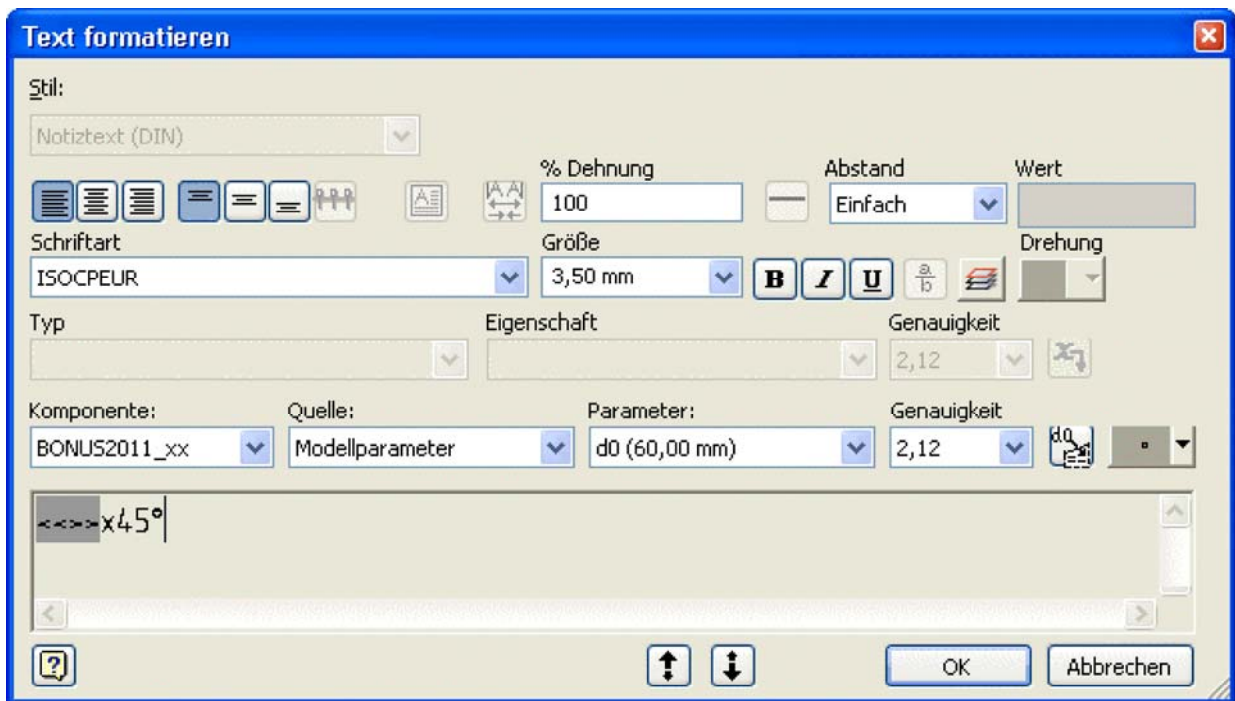 Text formatieren
Stil:
Notiztext (DIN)
% Dehnung Abstand Wert
100 Einfach
Schriftart Größe Drehung
ISOCPEUR 3,50 mm B I U a/b
Typ Eigenschaft Genauigkeit
2,12
Komponente: Quelle: Parameter: Genauigkeit
BONUS2011_xx Modellparameter d0 (60,00 mm) 2,12
<<>>x45°
OK Abbrechen